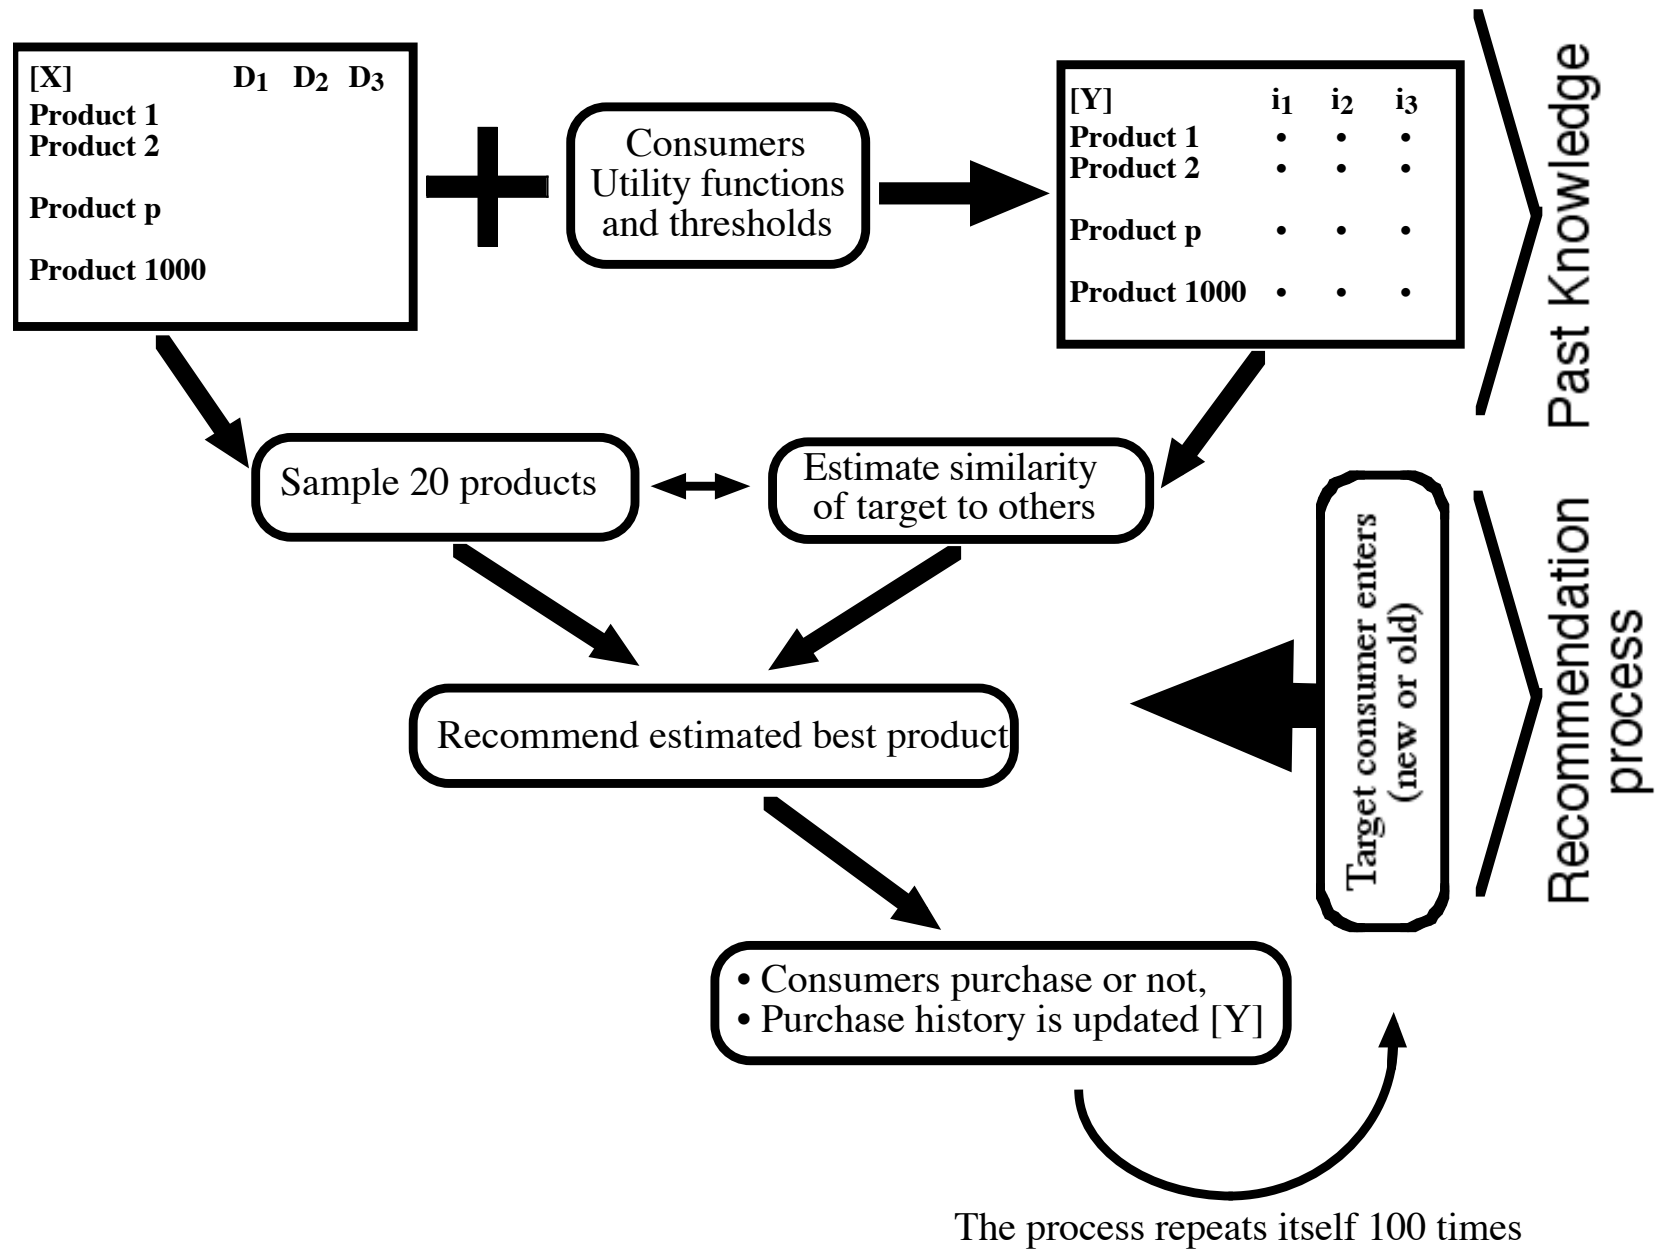 [X] D1 D2 D3
Product 1
Product 2
Product p
Product 1000
Consumers
Utility functions
and thresholds
[Y] i1 i2 i3
Product 1 • • •
Product 2 • • •
Product p • • •
Product 1000 • • •
Past Knowledge
Sample 20 products
Estimate similarity
of target to others
Target consumer enters
(new or old)
Recommendation
process
Recommend estimated best product
• Consumers purchase or not,
• Purchase history is updated [Y]
The process repeats itself 100 times